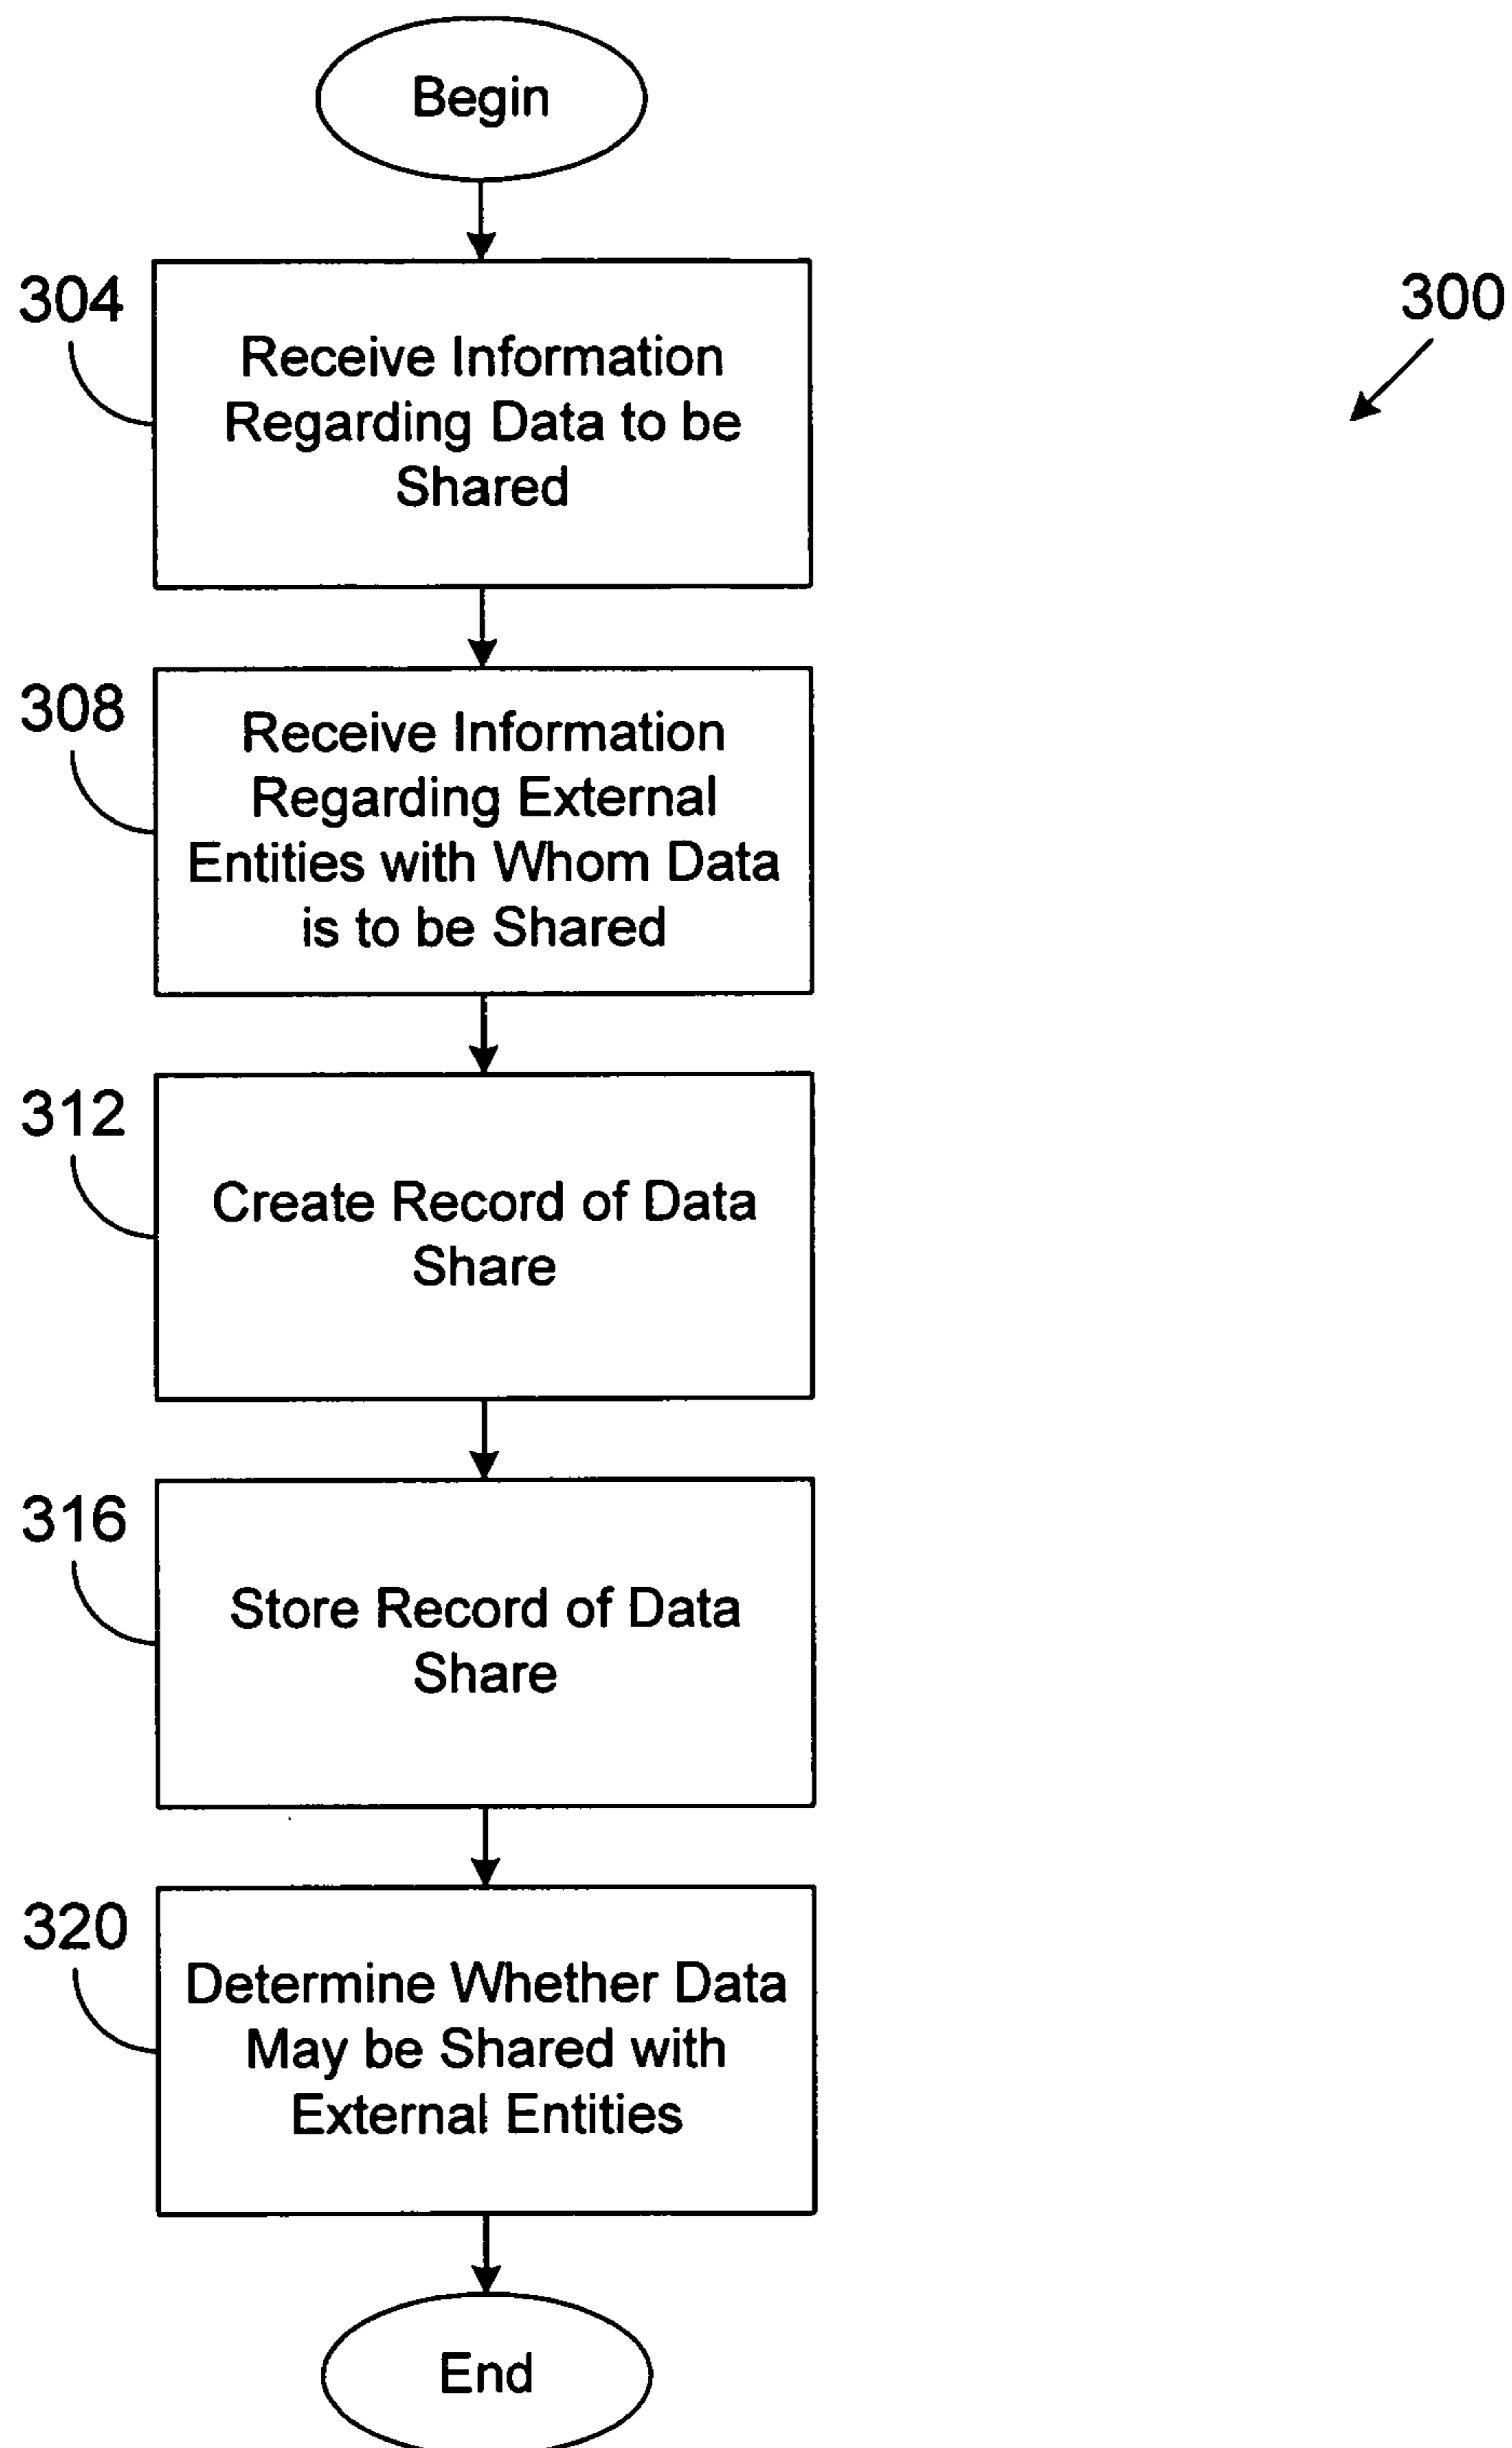 Begin
304
300
Receive Information
Regarding Data to be
Shared
308
Receive Information
Regarding External
Entities with Whom Data
is to be Shared
312
Create Record of Data
Share
316
Store Record of Data
Share
320
Determine Whether Data
May be Shared with
External Entities
End